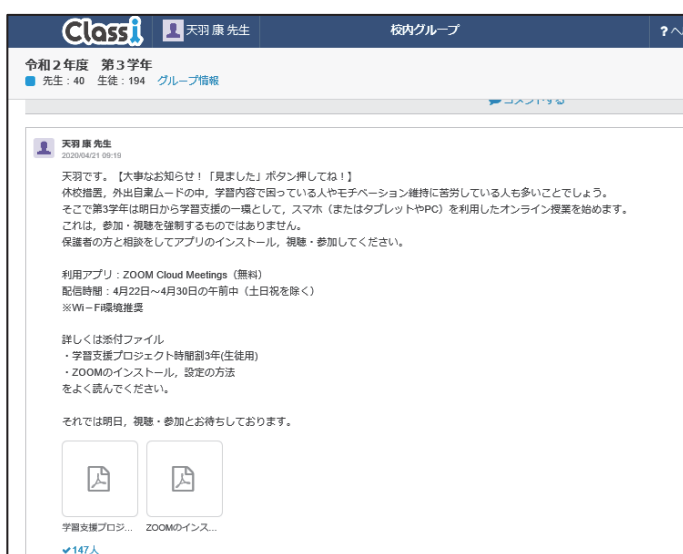 Classi 天羽 康 先生 校内グループ ?ヘ
令和2年度 第3学年
先生：40 生徒：194 グループ情報
コメントする
天羽 康 先生
2020/04/21 09:19
天羽です。【大事なお知らせ！「見ました」ボタン押してね！】
休校措置，外出自粛ムードの中，学習内容で困っている人やモチベーション維持に苦労している人も多いことでしょう。
そこで第3学年は明日から学習支援の一環として，スマホ（またはタブレットやPC）を利用したオンライン授業を始めます。
これは，参加・視聴を強制するものではありません。
保護者の方と相談をしてアプリのインストール，視聴・参加してください。
利用アプリ：ZOOM Cloud Meetings（無料）
配信時間：4月22日～4月30日の午前中（土日祝を除く）
※Wi－Fi環境推奨
詳しくは添付ファイル
・学習支援プロジェクト時間割3年(生徒用)
・ZOOMのインストール，設定の方法
をよく読んでください。
それでは明日，視聴・参加とお待ちしております。
学習支援プロジ... ZOOMのインス...
147人